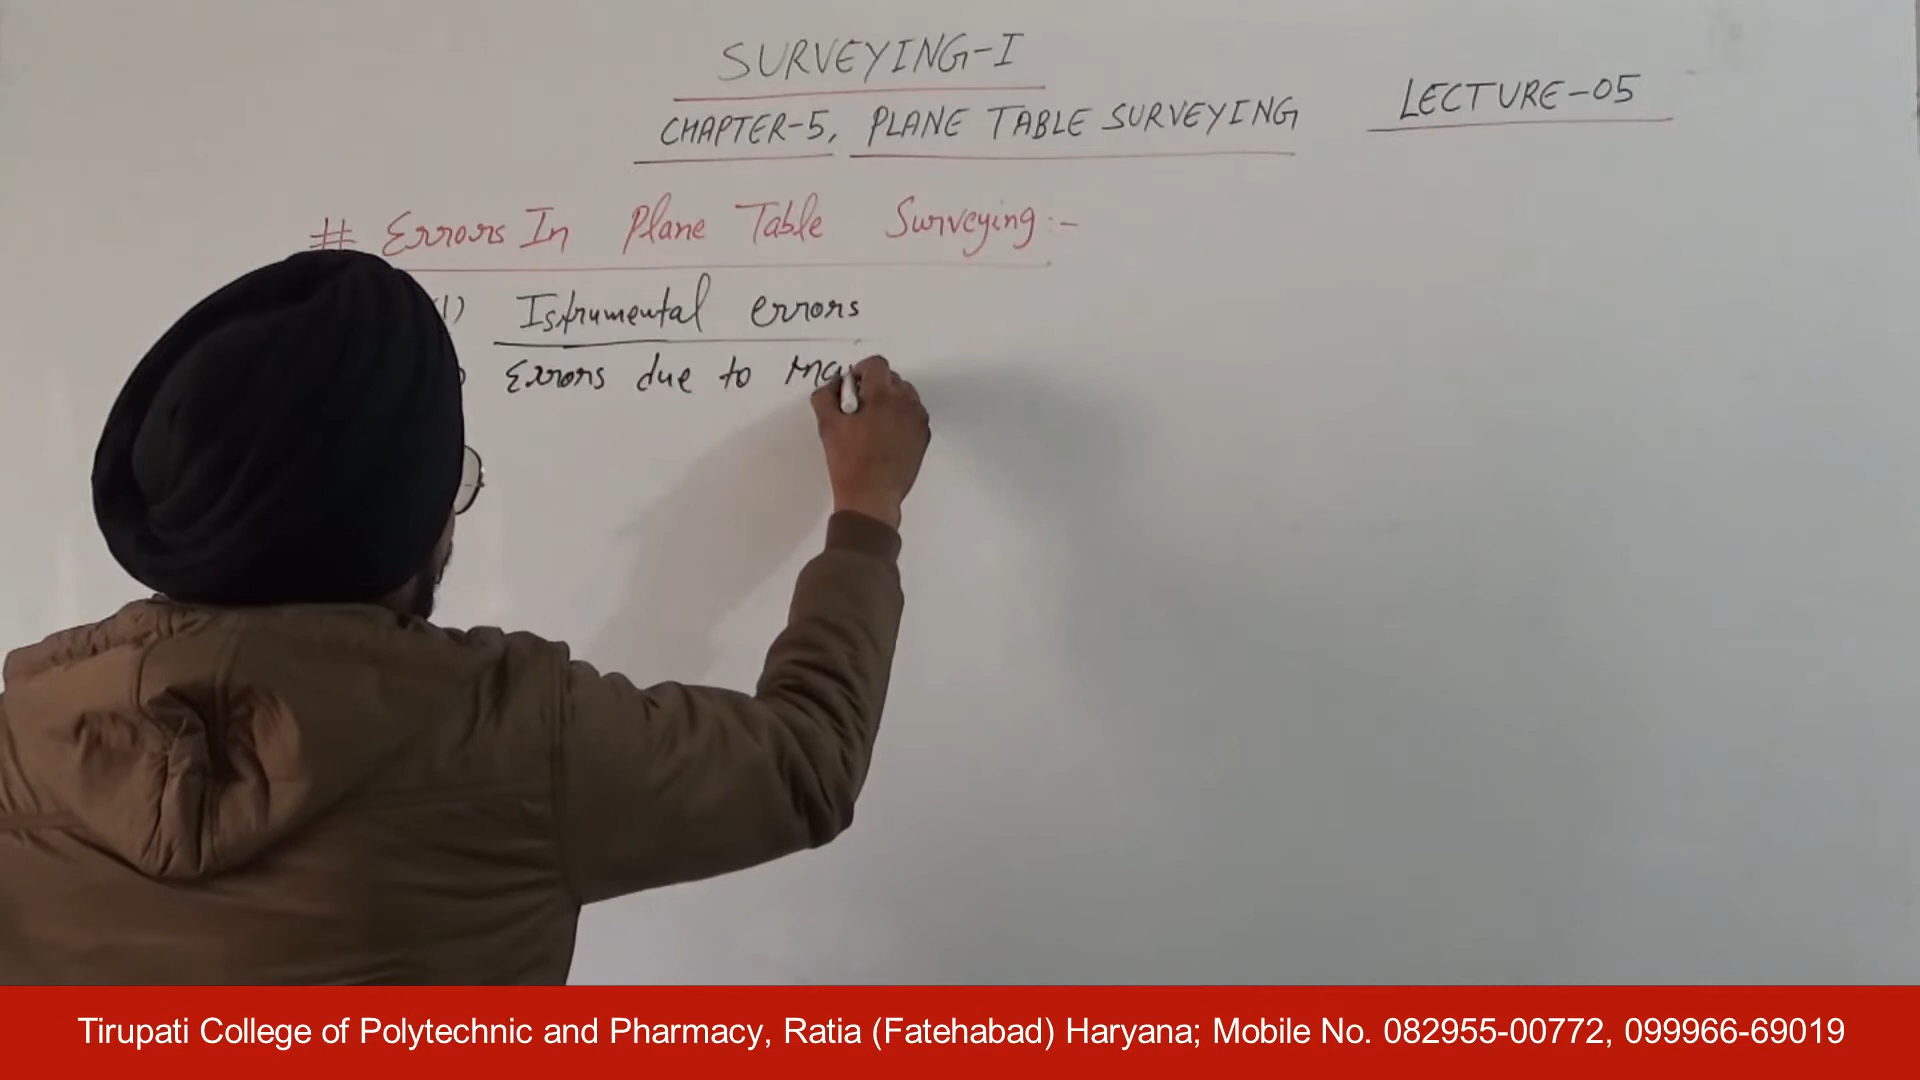 SURVEYING-I
CHAPTER-5, PLANE TABLE SURVEYING
LECTURE-05
# Errors In Plane Table Surveying:-
(1) Istrumental errors
Errors due to
Tirupati College of Polytechnic and Pharmacy, Ratia (Fatehabad) Haryana; Mobile No. 082955-00772, 099966-69019